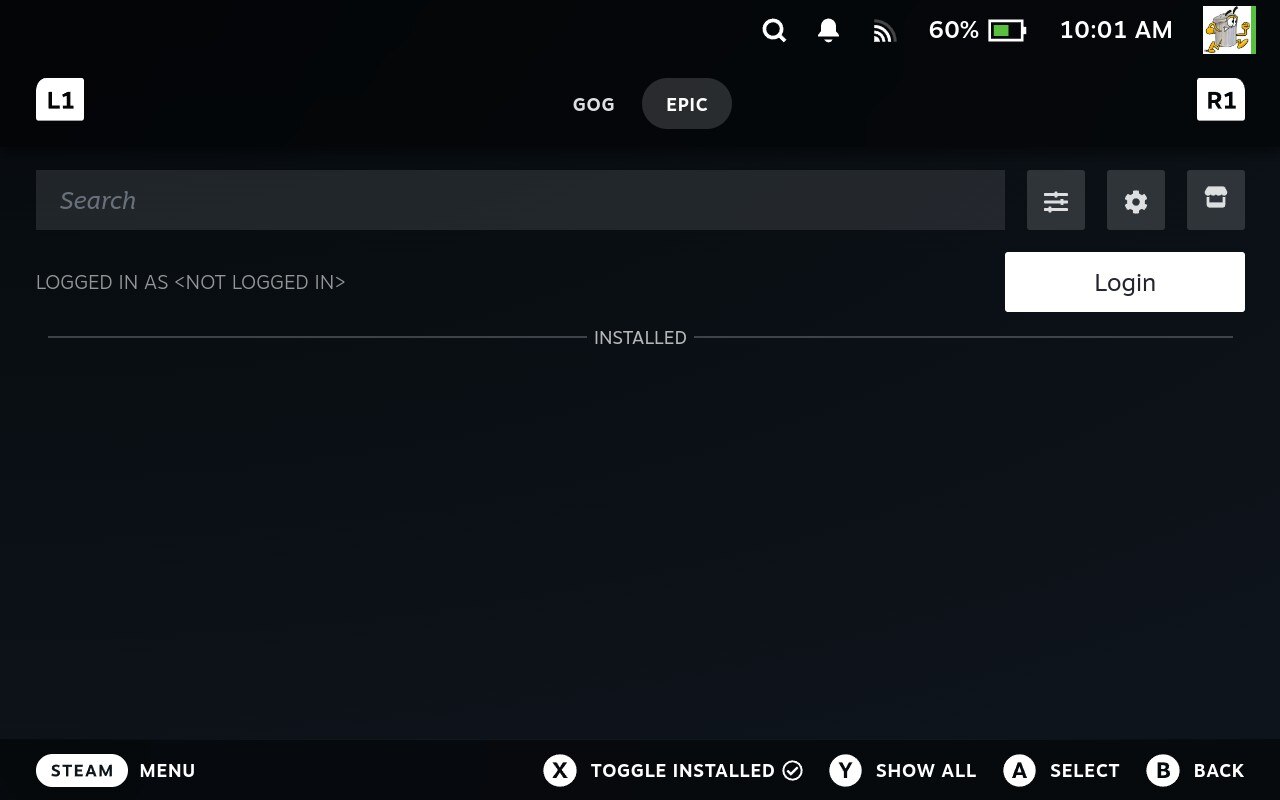 60% 10:01 AM
L1 GOG EPIC R1
Search
LOGGED IN AS <NOT LOGGED IN> Login
INSTALLED
STEAM MENU X TOGGLE INSTALLED Y SHOW ALL A SELECT B BACK